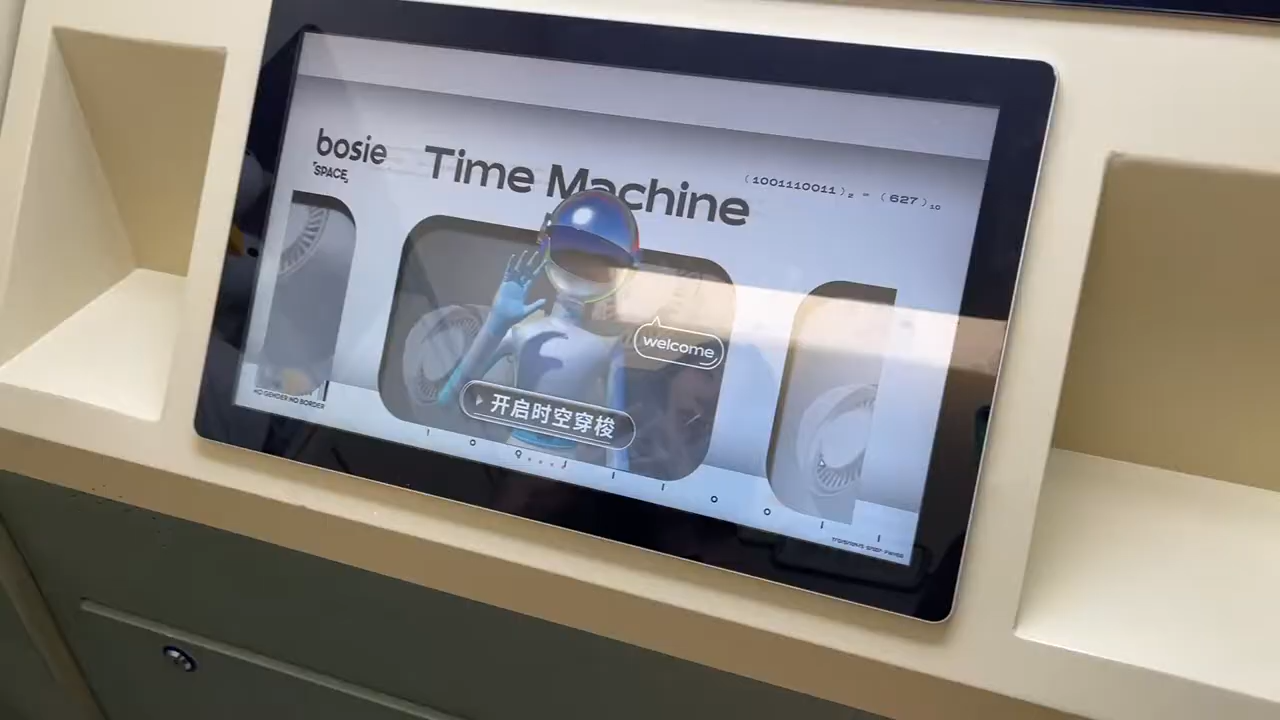 bosie
SPACE
Time Machine
(1001110011)₂ = (627)₁₀
welcome
开启时空穿梭
NO GENDER NO BORDER